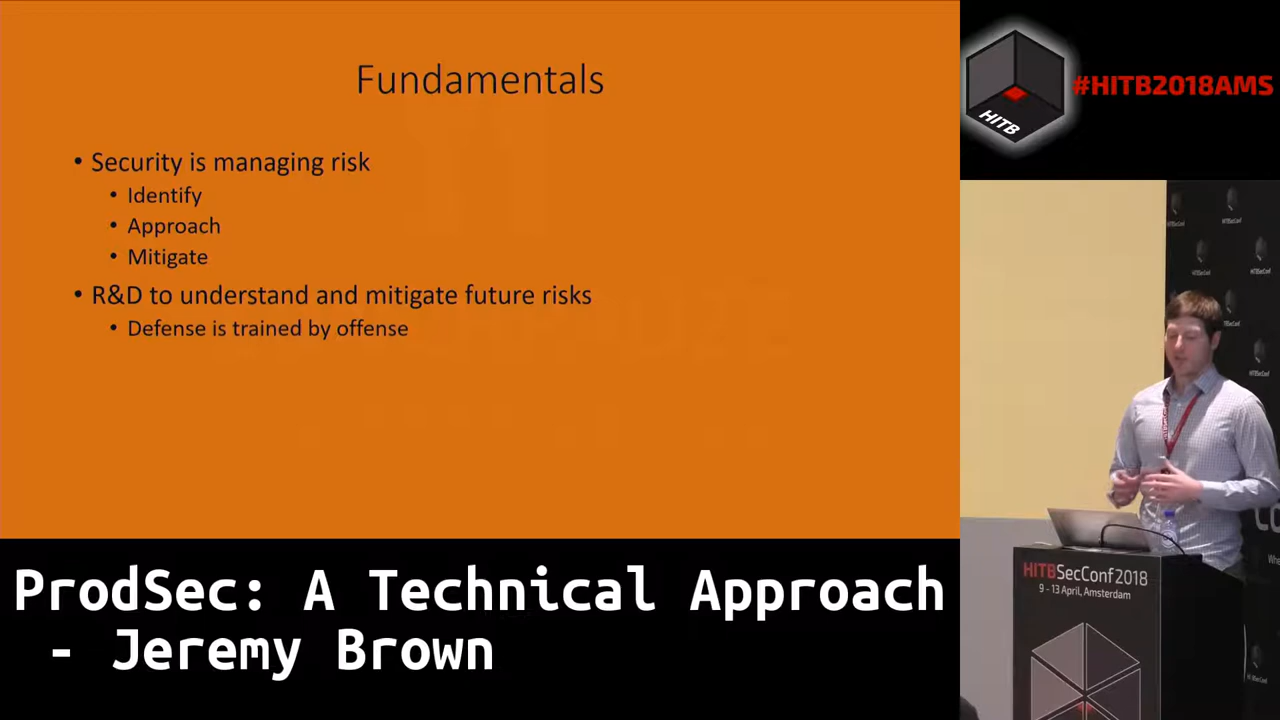 Fundamentals
• Security is managing risk
• Identify
• Approach
• Mitigate
• R&D to understand and mitigate future risks
• Defense is trained by offense
HITB
#HITB2018AMS
HITBSecConf2018
9 - 13 April, Amsterdam
ProdSec: A Technical Approach
- Jeremy Brown